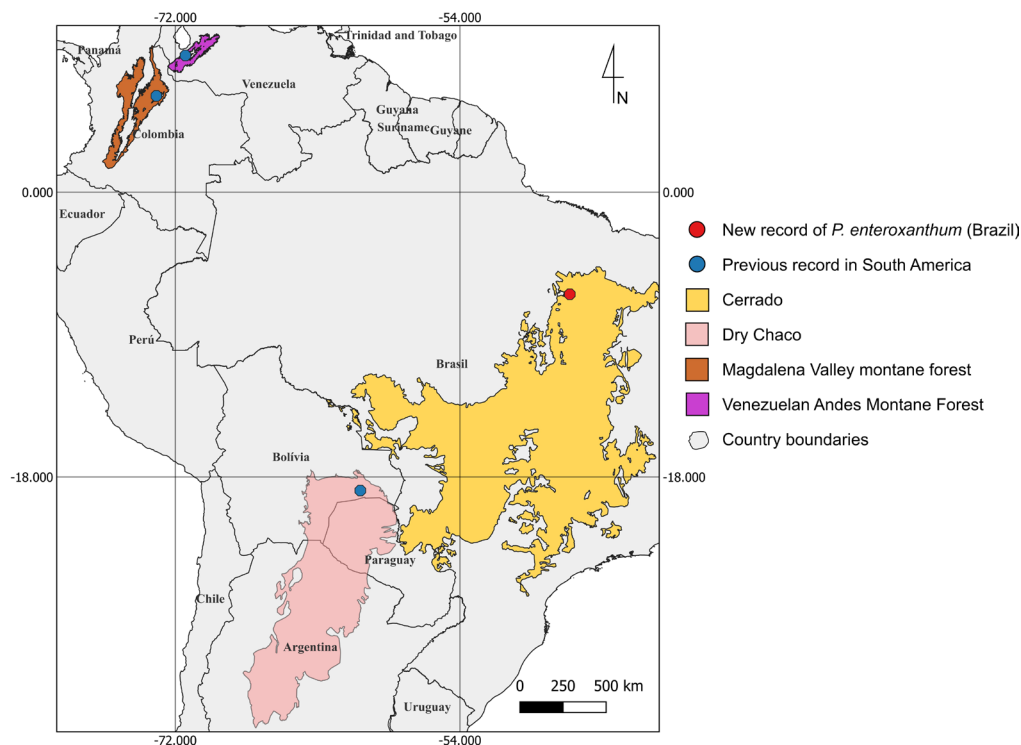 -72.000
-54.000
Trinidad and Tobago
Panamá
Venezuela
N
Guyana
Suriname
Guyane
Colombia
0.000
0.000
Ecuador
New record of P. enteroxanthum (Brazil)
Previous record in South America
Cerrado
Dry Chaco
Magdalena Valley montane forest
Venezuelan Andes Montane Forest
Country boundaries
Perú
Brasil
Bolívia
-18.000
-18.000
Paraguay
Chile
Argentina
0 250 500 km
Uruguay
-72.000
-54.000